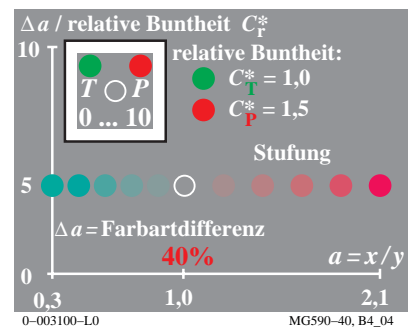 Δa / relative Buntheit C*r
10
relative Buntheit:
T P
C*T = 1,0
0 ... 10
C*P = 1,5
Stufung
5
Δa = Farbartdifferenz
40%
a = x/y
0
0,3 1,0 2,1
0-003100-L0 MG590-40, B4_04